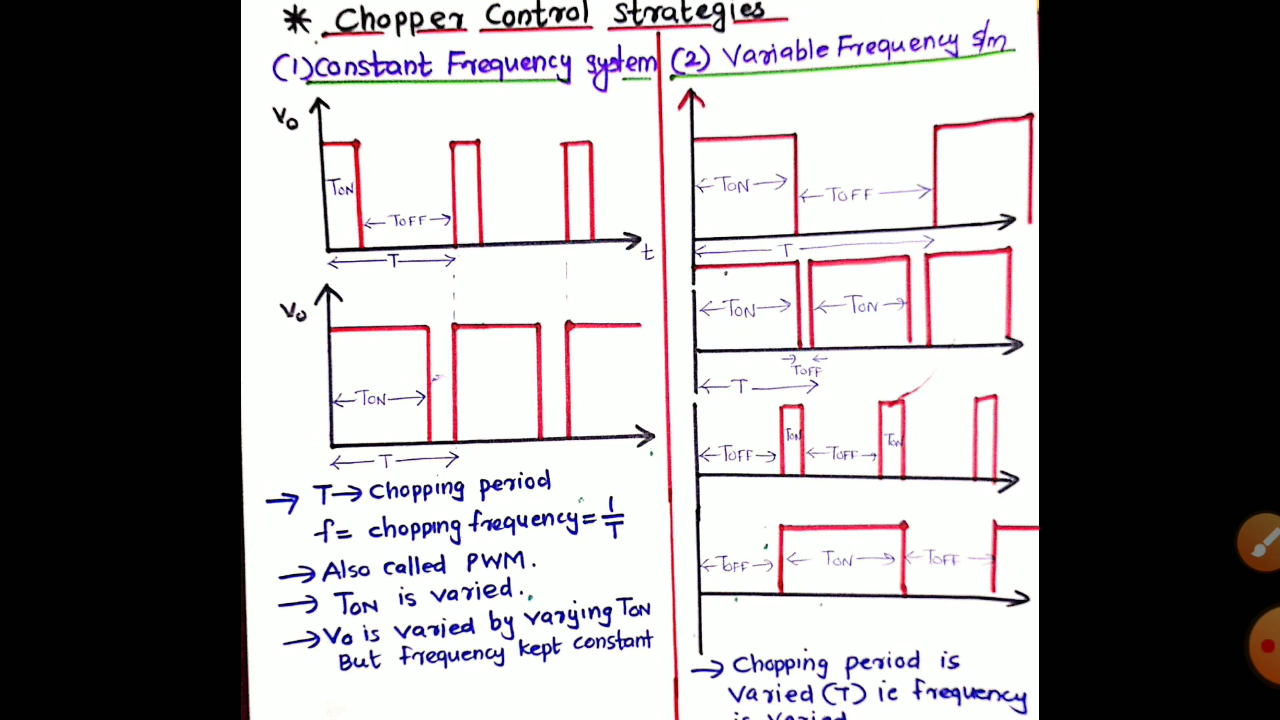 * Chopper Control Strategies
(1) Constant Frequency system
Vo
TON
← TOFF →
← T →
t
Vo
← TON →
← T →
→ T → Chopping period
f = chopping frequency = 1/T
→ Also called PWM.
→ TON is varied.
→ Vo is varied by varying TON
But frequency kept constant
(2) Variable Frequency s/m
← TON →
← TOFF →
← T →
← TON →
← TON →
→ ←
TOFF
← T →
← TOFF →
TON
← TOFF →
TON
← TOFF →
← TON →
← TOFF →
→ Chopping period is
varied (T) ie frequency
is varied